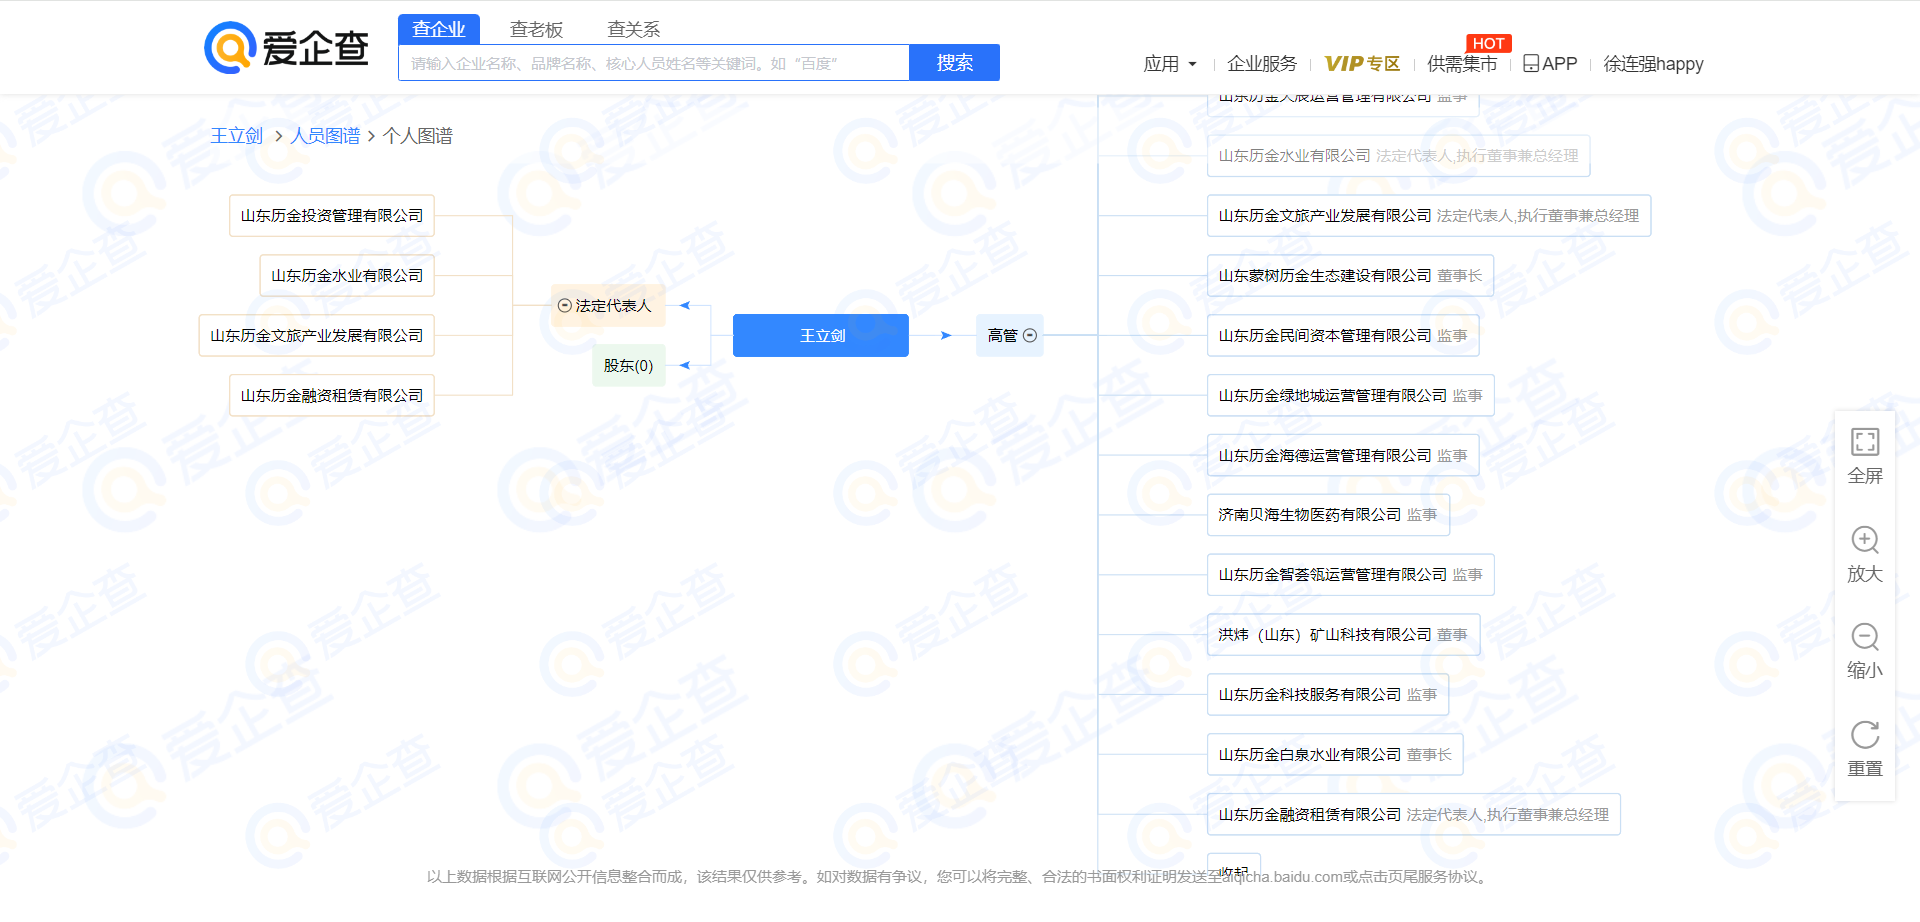 爱企查
查企业 查老板 查关系
请输入企业名称、品牌名称、核心人员姓名等关键词。如“百度”
搜索
应用
企业服务
VIP专区
供需集市
HOT
APP
徐连强happy
王立剑 > 人员图谱 > 个人图谱
山东历金投资管理有限公司
山东历金水业有限公司
山东历金文旅产业发展有限公司
山东历金融资租赁有限公司
法定代表人
股东(0)
王立剑
高管
山东历金天辰运营管理有限公司 监事
山东历金水业有限公司 法定代表人,执行董事兼总经理
山东历金文旅产业发展有限公司 法定代表人,执行董事兼总经理
山东蒙树历金生态建设有限公司 董事长
山东历金民间资本管理有限公司 监事
山东历金绿地城运营管理有限公司 监事
山东历金海德运营管理有限公司 监事
济南贝海生物医药有限公司 监事
山东历金智荟瓴运营管理有限公司 监事
洪炜（山东）矿山科技有限公司 董事
山东历金科技服务有限公司 监事
山东历金白泉水业有限公司 董事长
山东历金融资租赁有限公司 法定代表人,执行董事兼总经理
收起
全屏
放大
缩小
重置
以上数据根据互联网公开信息整合而成，该结果仅供参考。如对数据有争议，您可以将完整、合法的书面权利证明发送至aiqicha.baidu.com或点击页尾服务协议。